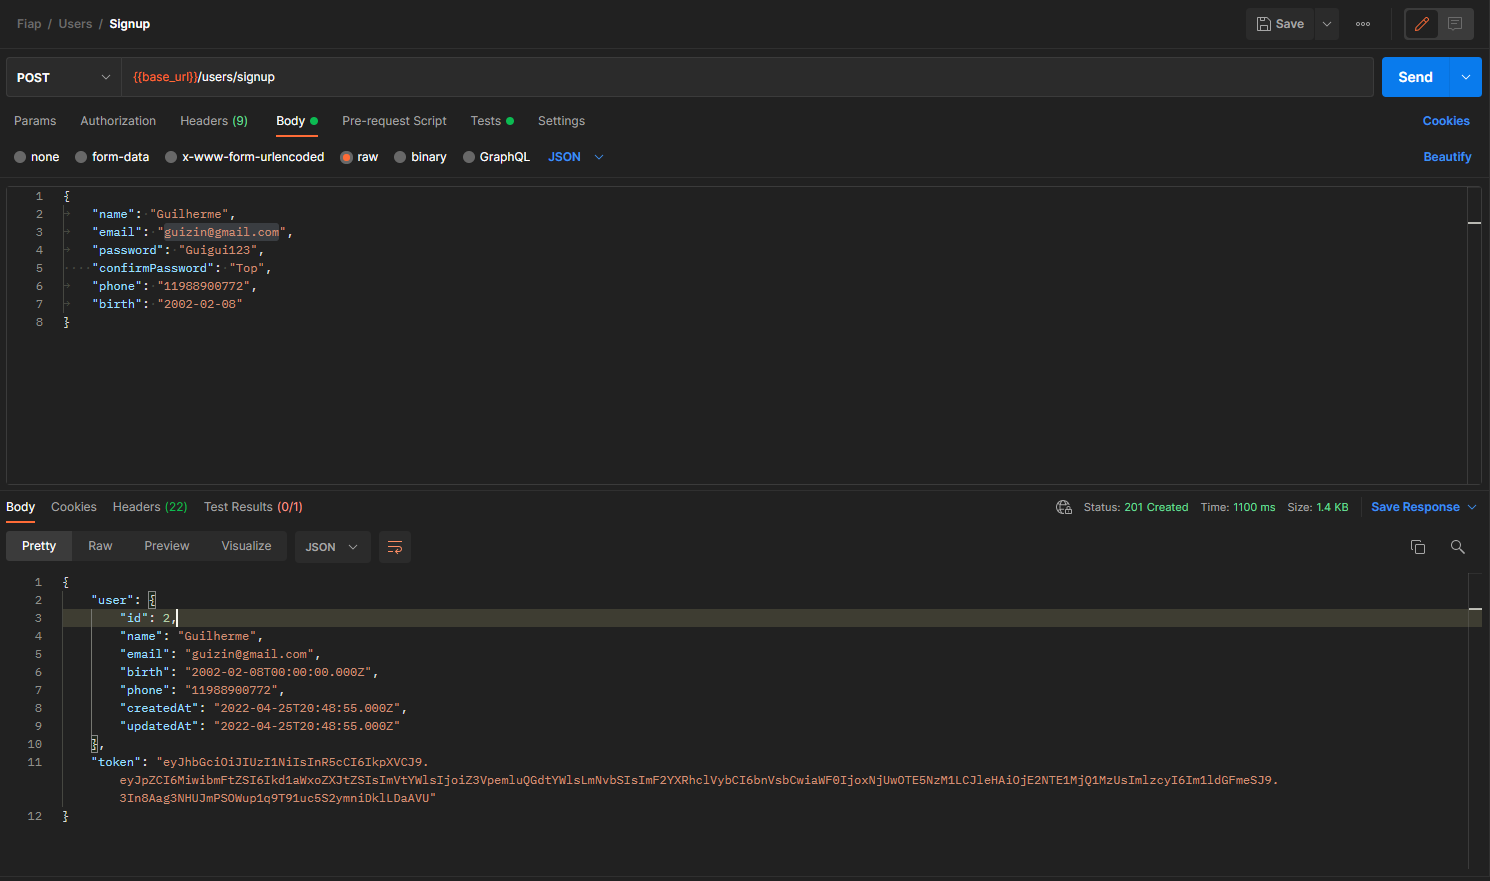 Fiap / Users / Signup
Save
POST
{{base_url}}/users/signup
Send
Params Authorization Headers (9) Body Pre-request Script Tests Settings Cookies
none form-data x-www-form-urlencoded raw binary GraphQL JSON Beautify
1 {
2 "name": "Guilherme",
3 "email": "guizin@gmail.com",
4 "password": "Guigui123",
5 "confirmPassword": "Top",
6 "phone": "11988900772",
7 "birth": "2002-02-08"
8 }
Body Cookies Headers (22) Test Results (0/1) Status: 201 Created Time: 1100 ms Size: 1.4 KB Save Response
Pretty Raw Preview Visualize JSON
1 {
2 "user": {
3 "id": 2,
4 "name": "Guilherme",
5 "email": "guizin@gmail.com",
6 "birth": "2002-02-08T00:00:00.000Z",
7 "phone": "11988900772",
8 "createdAt": "2022-04-25T20:48:55.000Z",
9 "updatedAt": "2022-04-25T20:48:55.000Z"
10 },
11 "token": "eyJhbGciOiJIUzI1NiIsInR5cCI6IkpXVCJ9.
eyJpZCI6MiwibmFtZSI6Ikd1aWxoZXJtZSIsImVtYWlsIjoiZ3VpemluQGdtYWlsLmNvbSIsImF2YXRhclVybCI6bnVsbCwiaWF0IjoxNjUwOTE5NzM1LCJleHAiOjE2NTE1MjQ1MzUsImlzcyI6Im1ldGFmeSJ9.
3In8Aag3NHUJmPSOWup1q9T91uc5S2ymniDklLDaAVU"
12 }